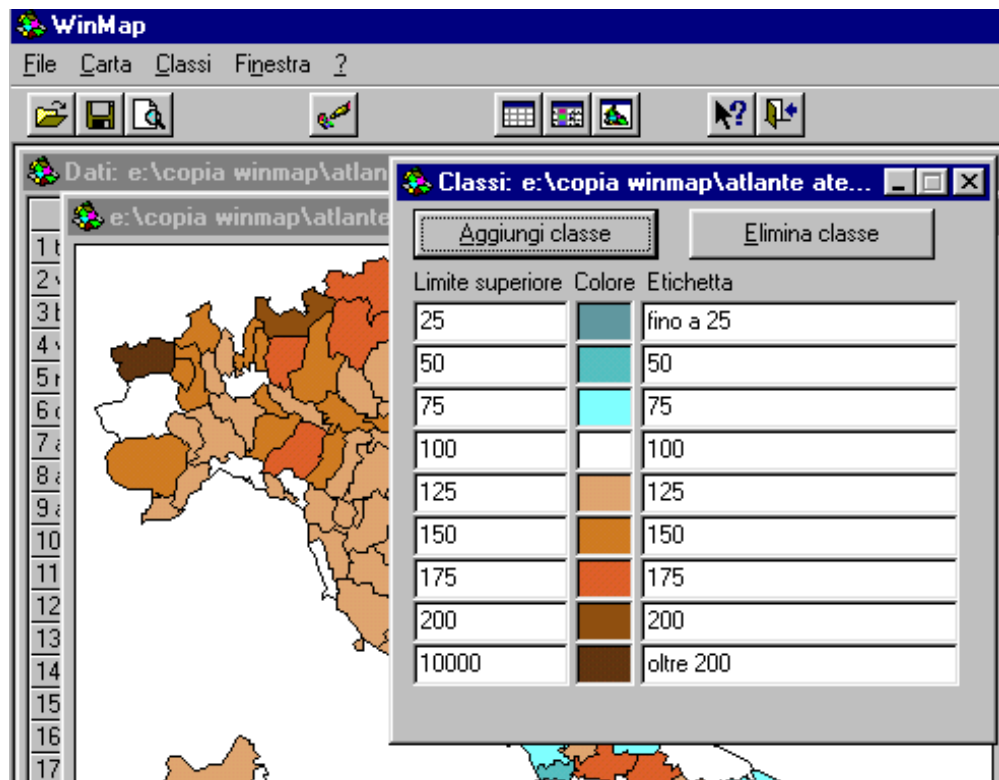 WinMap
File Carta Classi Finestra ?
Dati: e:\copia winmap\atlan
e:\copia winmap\atlante
Classi: e:\copia winmap\atlante ate...
Aggiungi classe Elimina classe
Limite superiore Colore Etichetta
25 fino a 25
50 50
75 75
100 100
125 125
150 150
175 175
200 200
10000 oltre 200
1
2
3
4
5
6
7
8
9
10
11
12
13
14
15
16
17